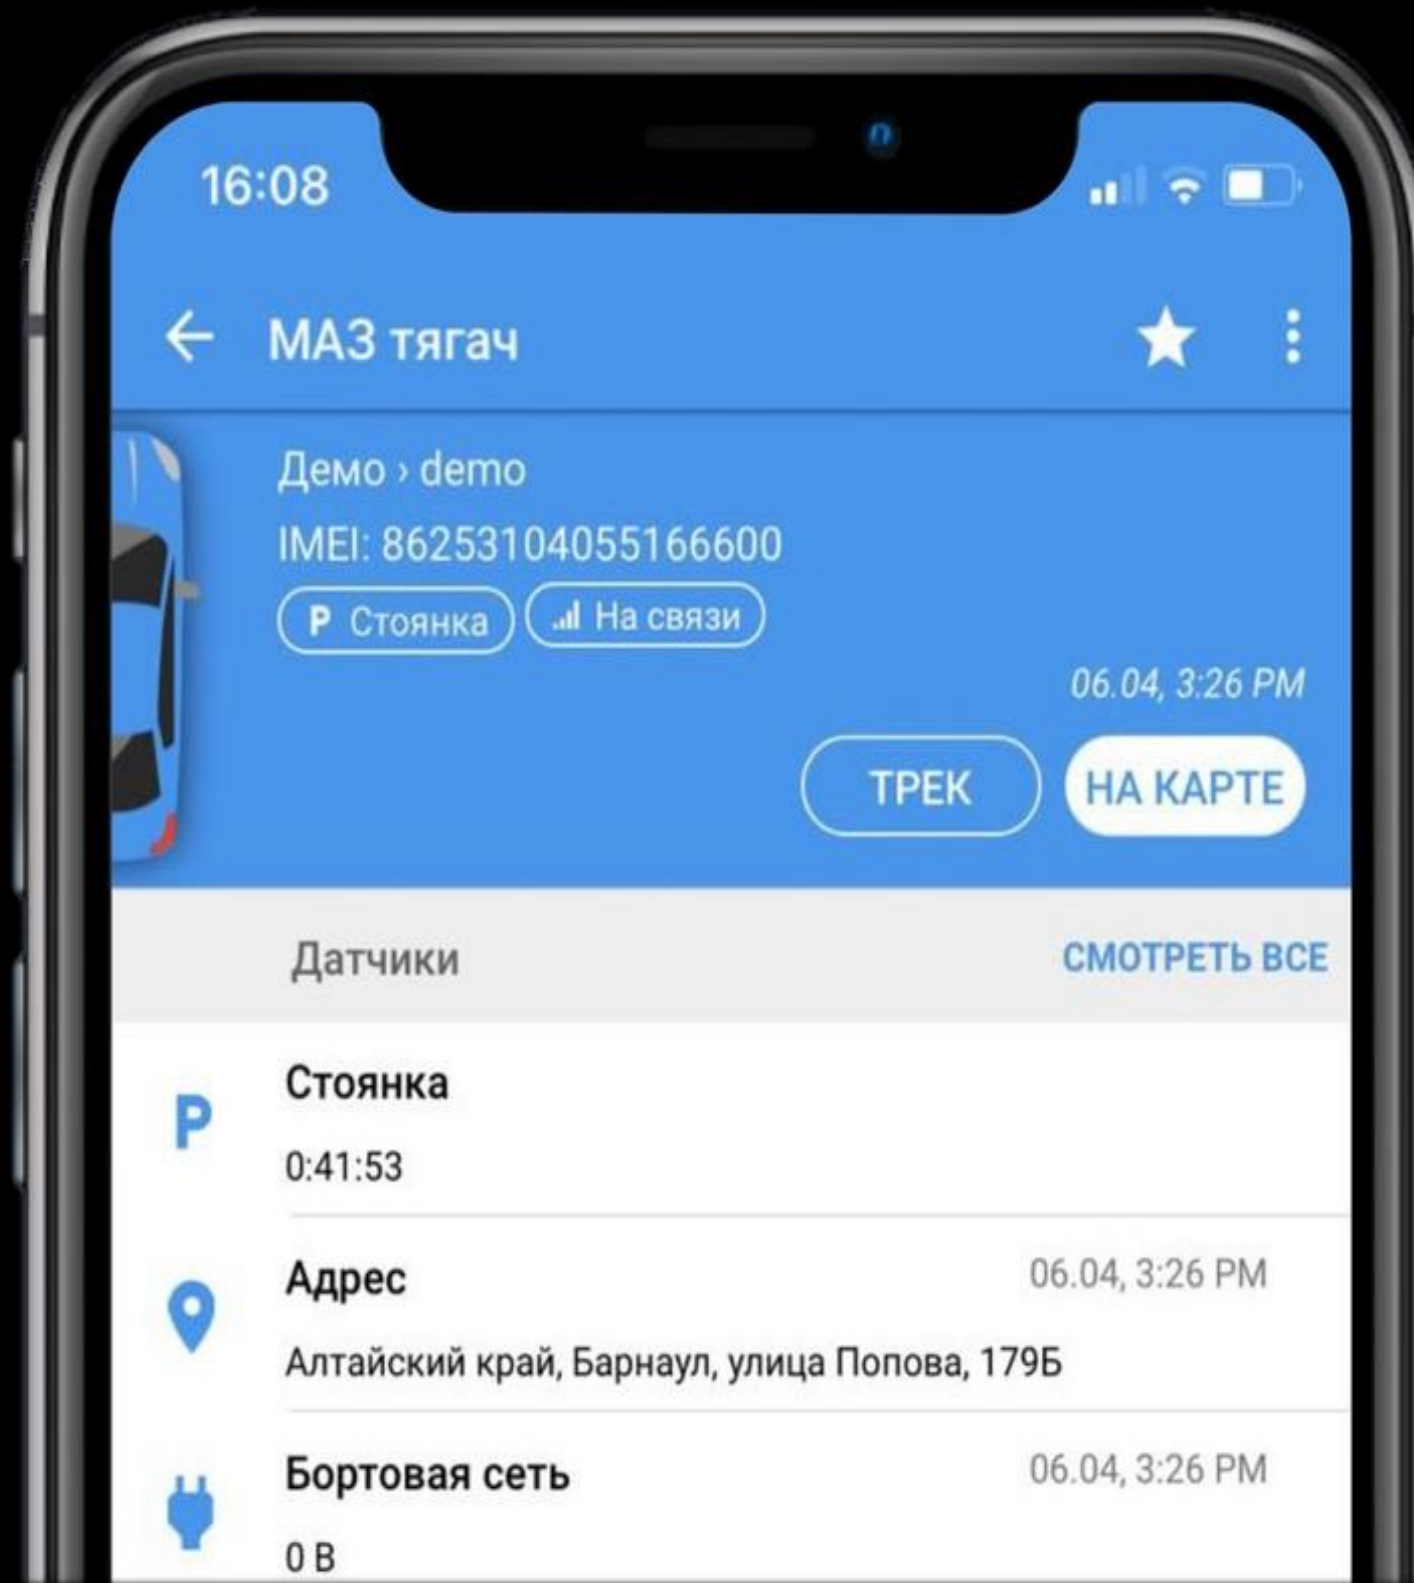 16:08
МАЗ тягач
Демо › demo
IMEI: 86253104055166600
P Стоянка
На связи
06.04, 3:26 PM
ТРЕК
НА КАРТЕ
Датчики
СМОТРЕТЬ ВСЕ
P
Стоянка
0:41:53
Адрес
06.04, 3:26 PM
Алтайский край, Барнаул, улица Попова, 179Б
Бортовая сеть
06.04, 3:26 PM
0 В